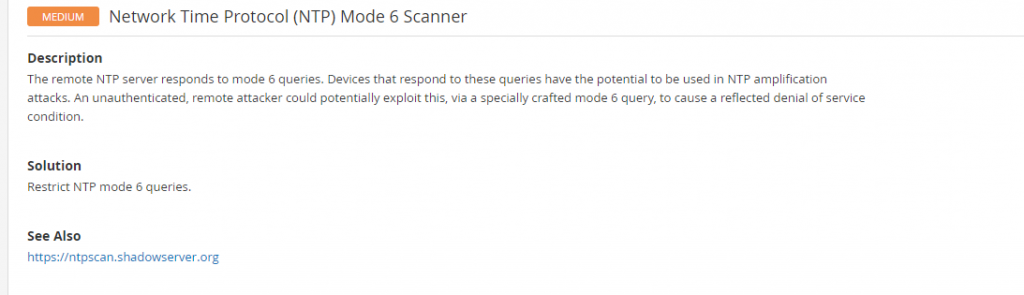 MEDIUM Network Time Protocol (NTP) Mode 6 Scanner
Description
The remote NTP server responds to mode 6 queries. Devices that respond to these queries have the potential to be used in NTP amplification
attacks. An unauthenticated, remote attacker could potentially exploit this, via a specially crafted mode 6 query, to cause a reflected denial of service
condition.
Solution
Restrict NTP mode 6 queries.
See Also
https://ntpscan.shadowserver.org